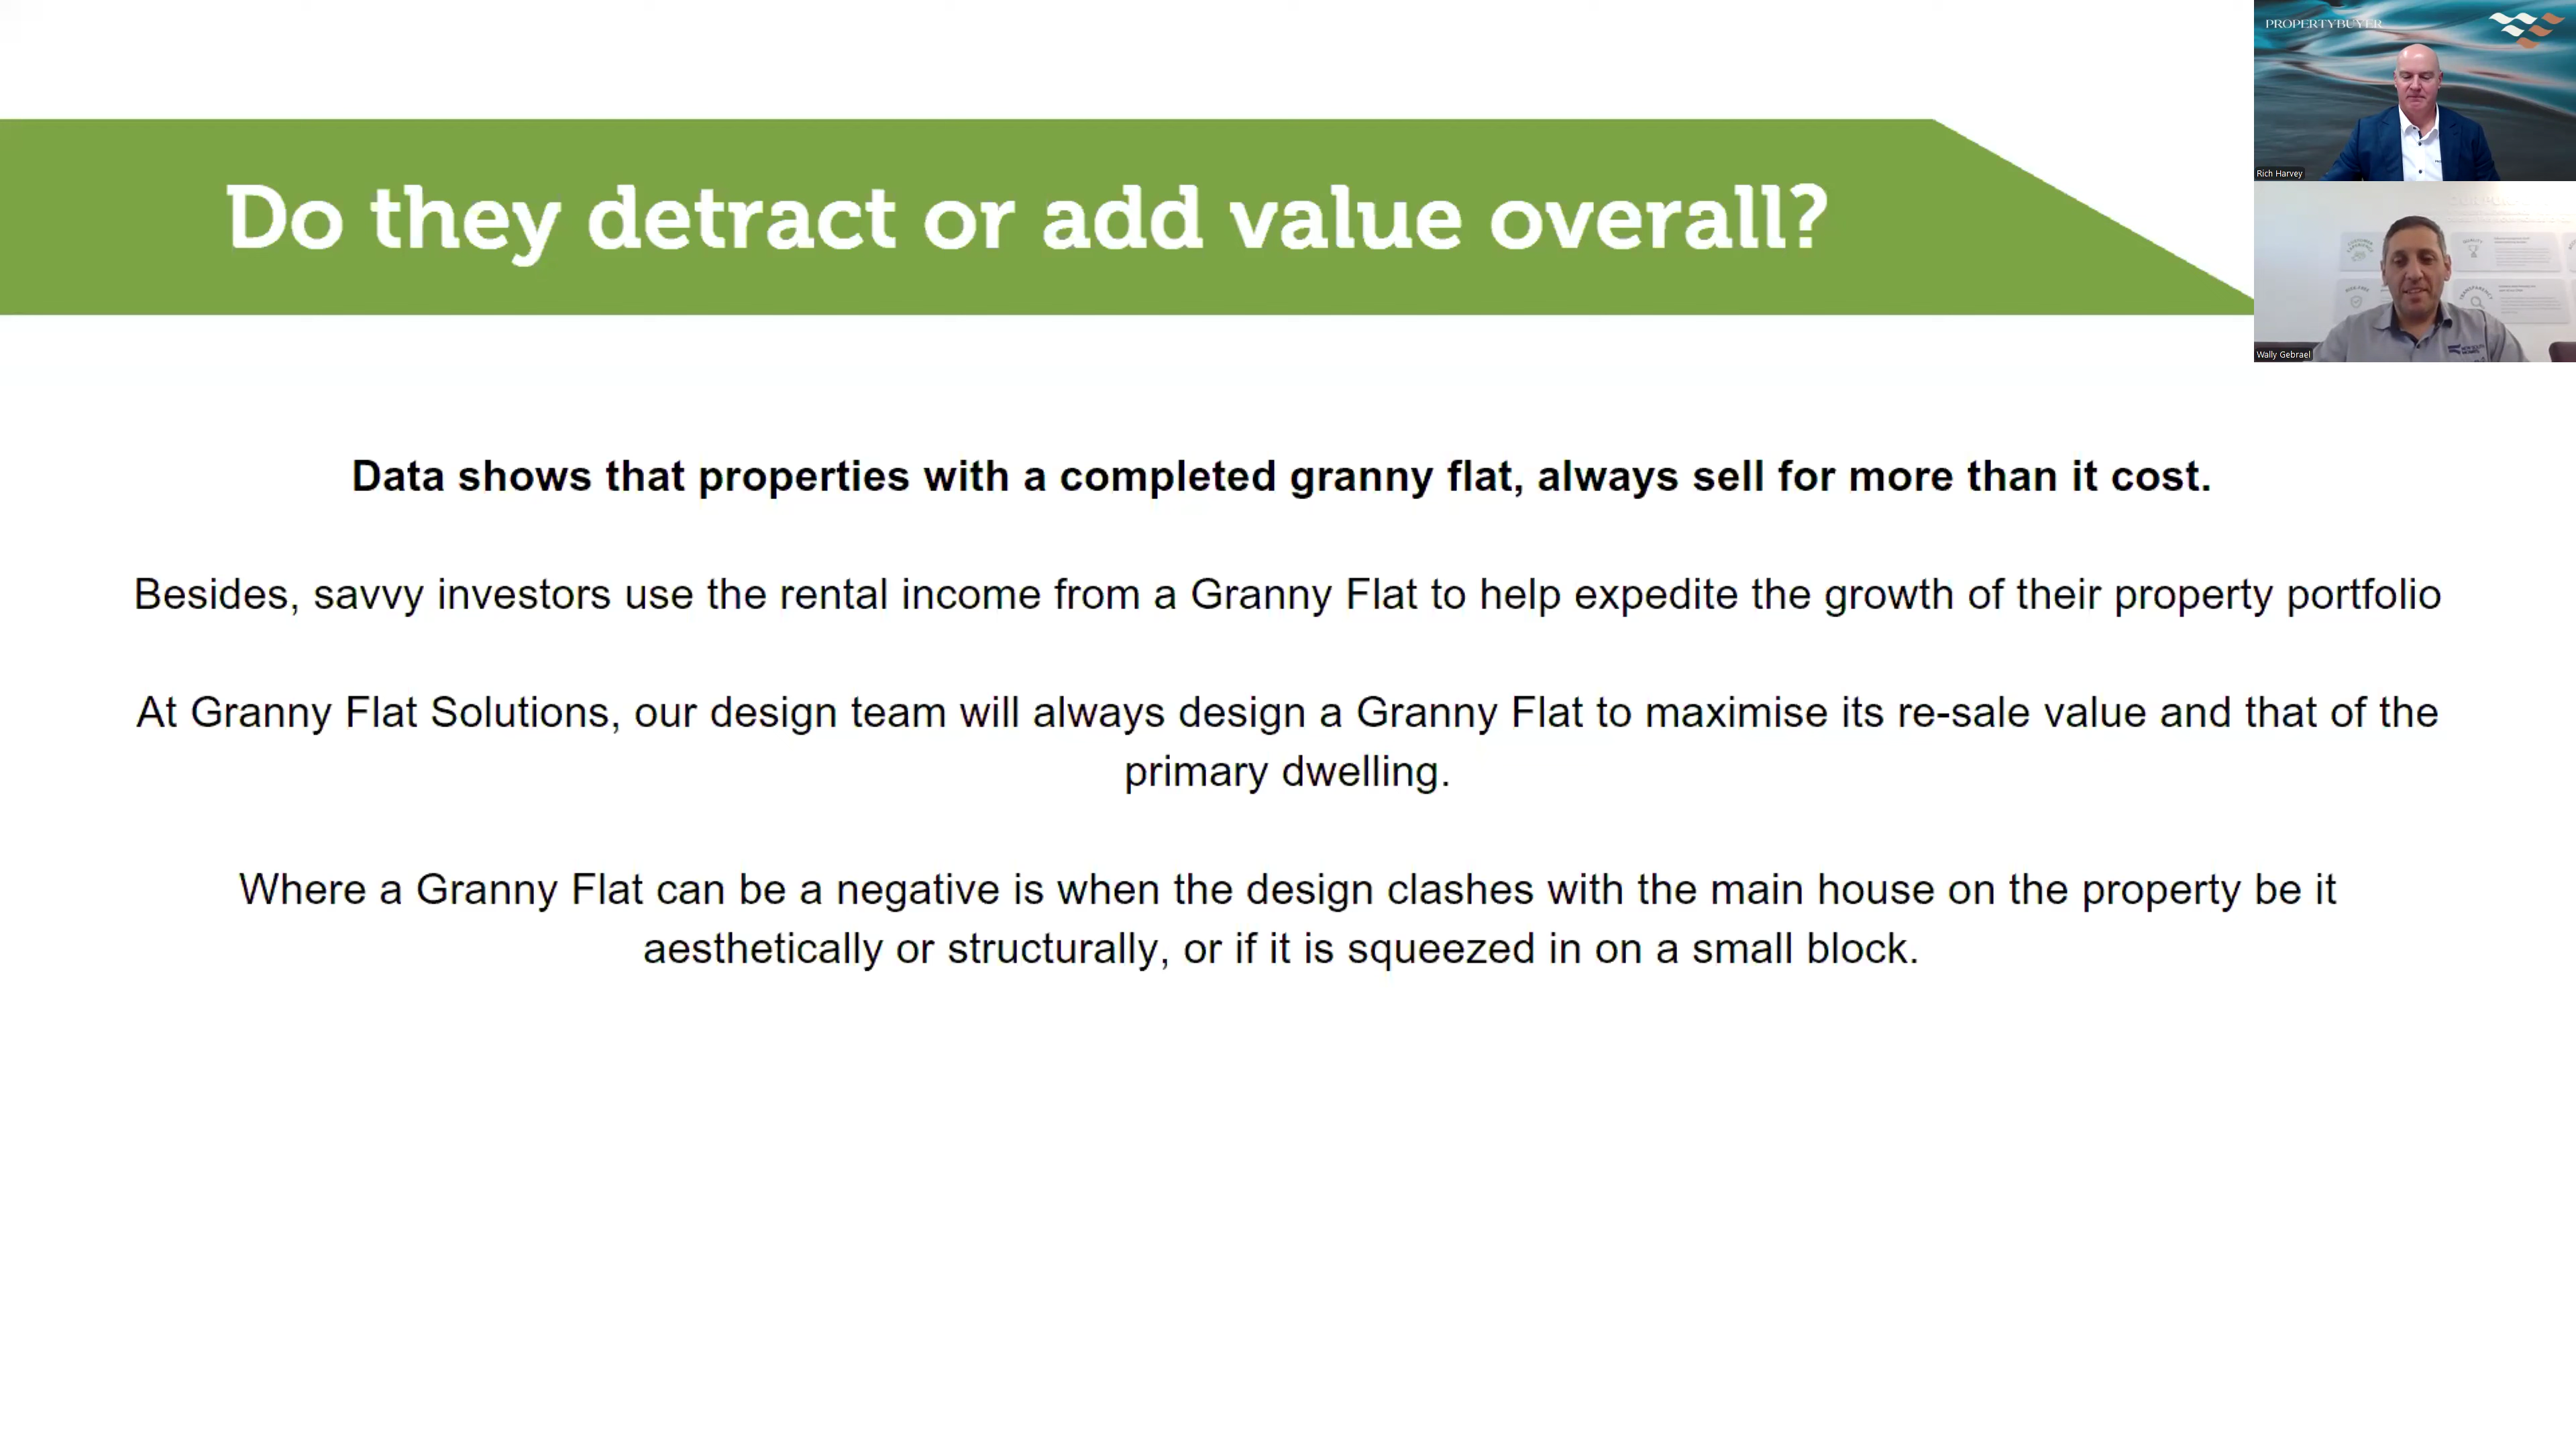 PROPERTYBUYER
Do they detract or add value overall?
Rich Harvey
CUSTOMER EXPERIENCE
QUALITY
TRANSPARENCY
Wally Gebrael
Data shows that properties with a completed granny flat, always sell for more than it cost.
Besides, savvy investors use the rental income from a Granny Flat to help expedite the growth of their property portfolio
At Granny Flat Solutions, our design team will always design a Granny Flat to maximise its re-sale value and that of the
primary dwelling.
Where a Granny Flat can be a negative is when the design clashes with the main house on the property be it
aesthetically or structurally, or if it is squeezed in on a small block.